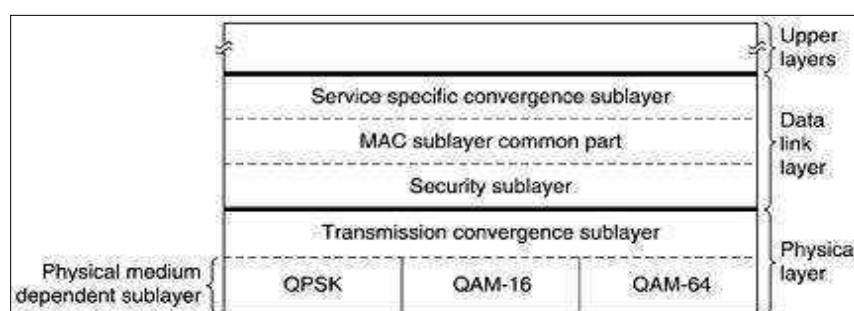 Upper
layers
Service specific convergence sublayer
MAC sublayer common part
Data
link
layer
Security sublayer
Transmission convergence sublayer
Physical
layer
Physical medium
dependent sublayer
QPSK
QAM-16
QAM-64